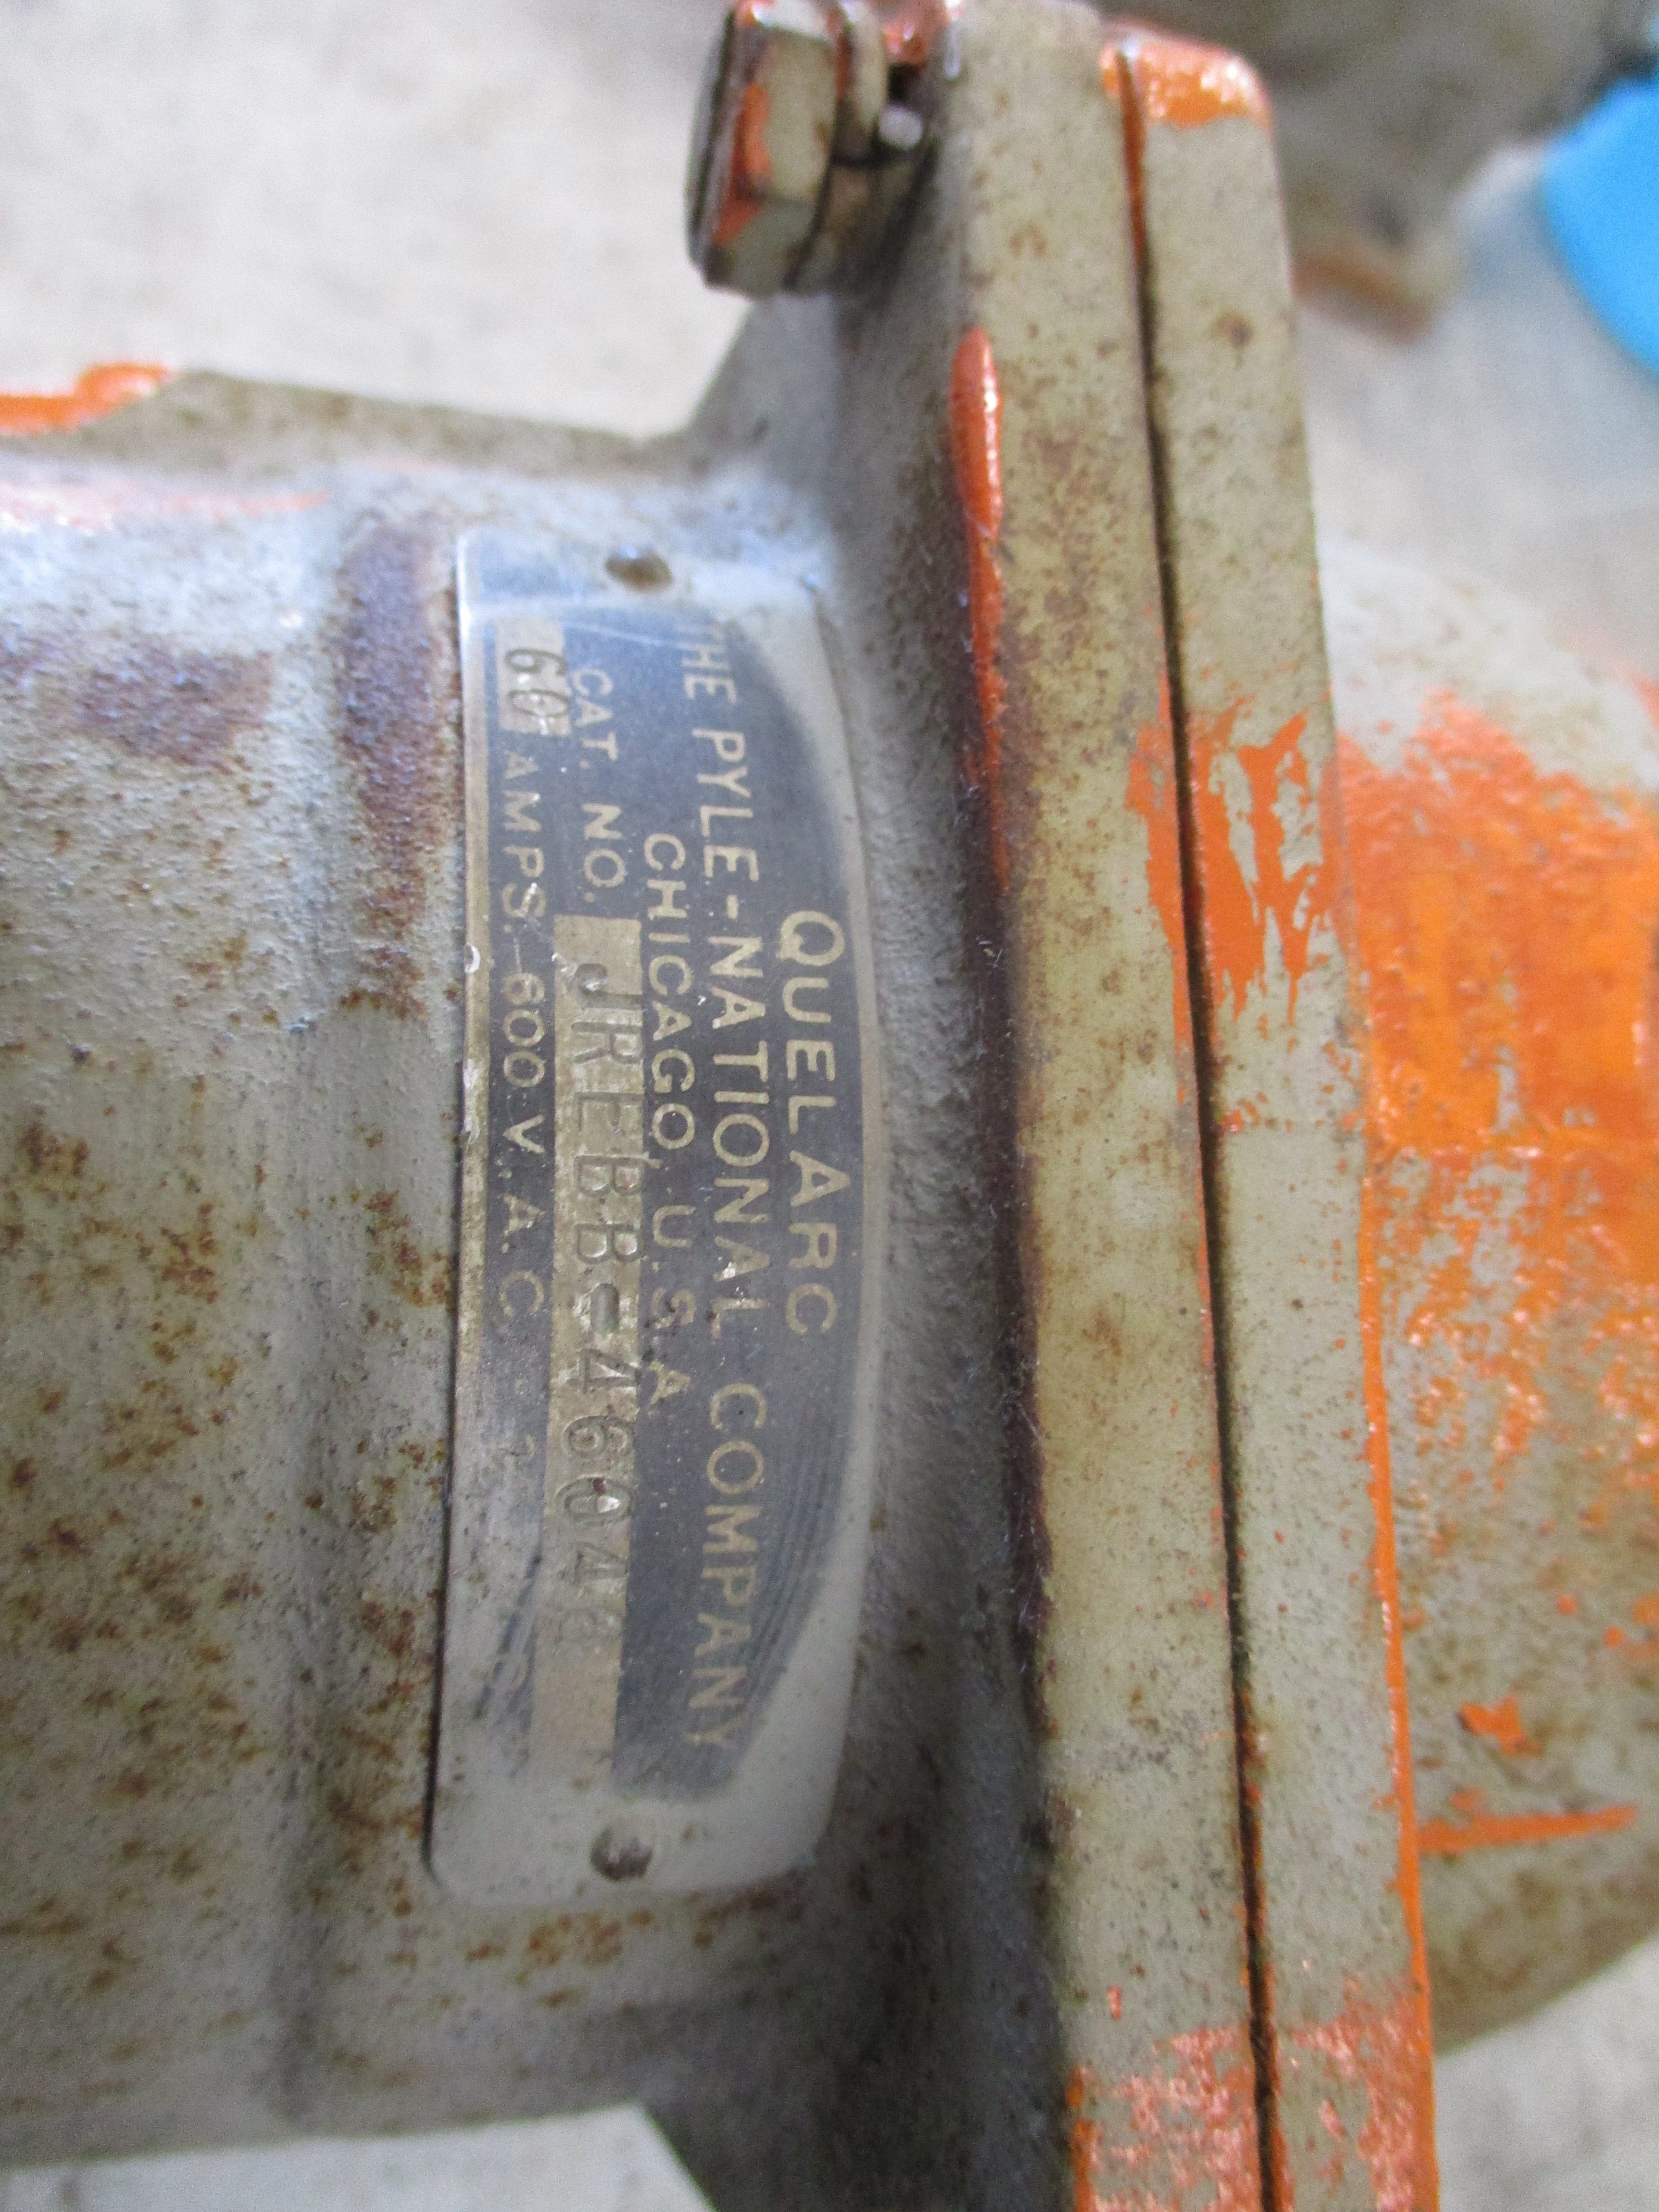 QUELARC
THE PYLE-NATIONAL COMPANY
CHICAGO, U.S.A.
CAT. NO. JREBB-4604
60 AMPS.-600 V.A.C.